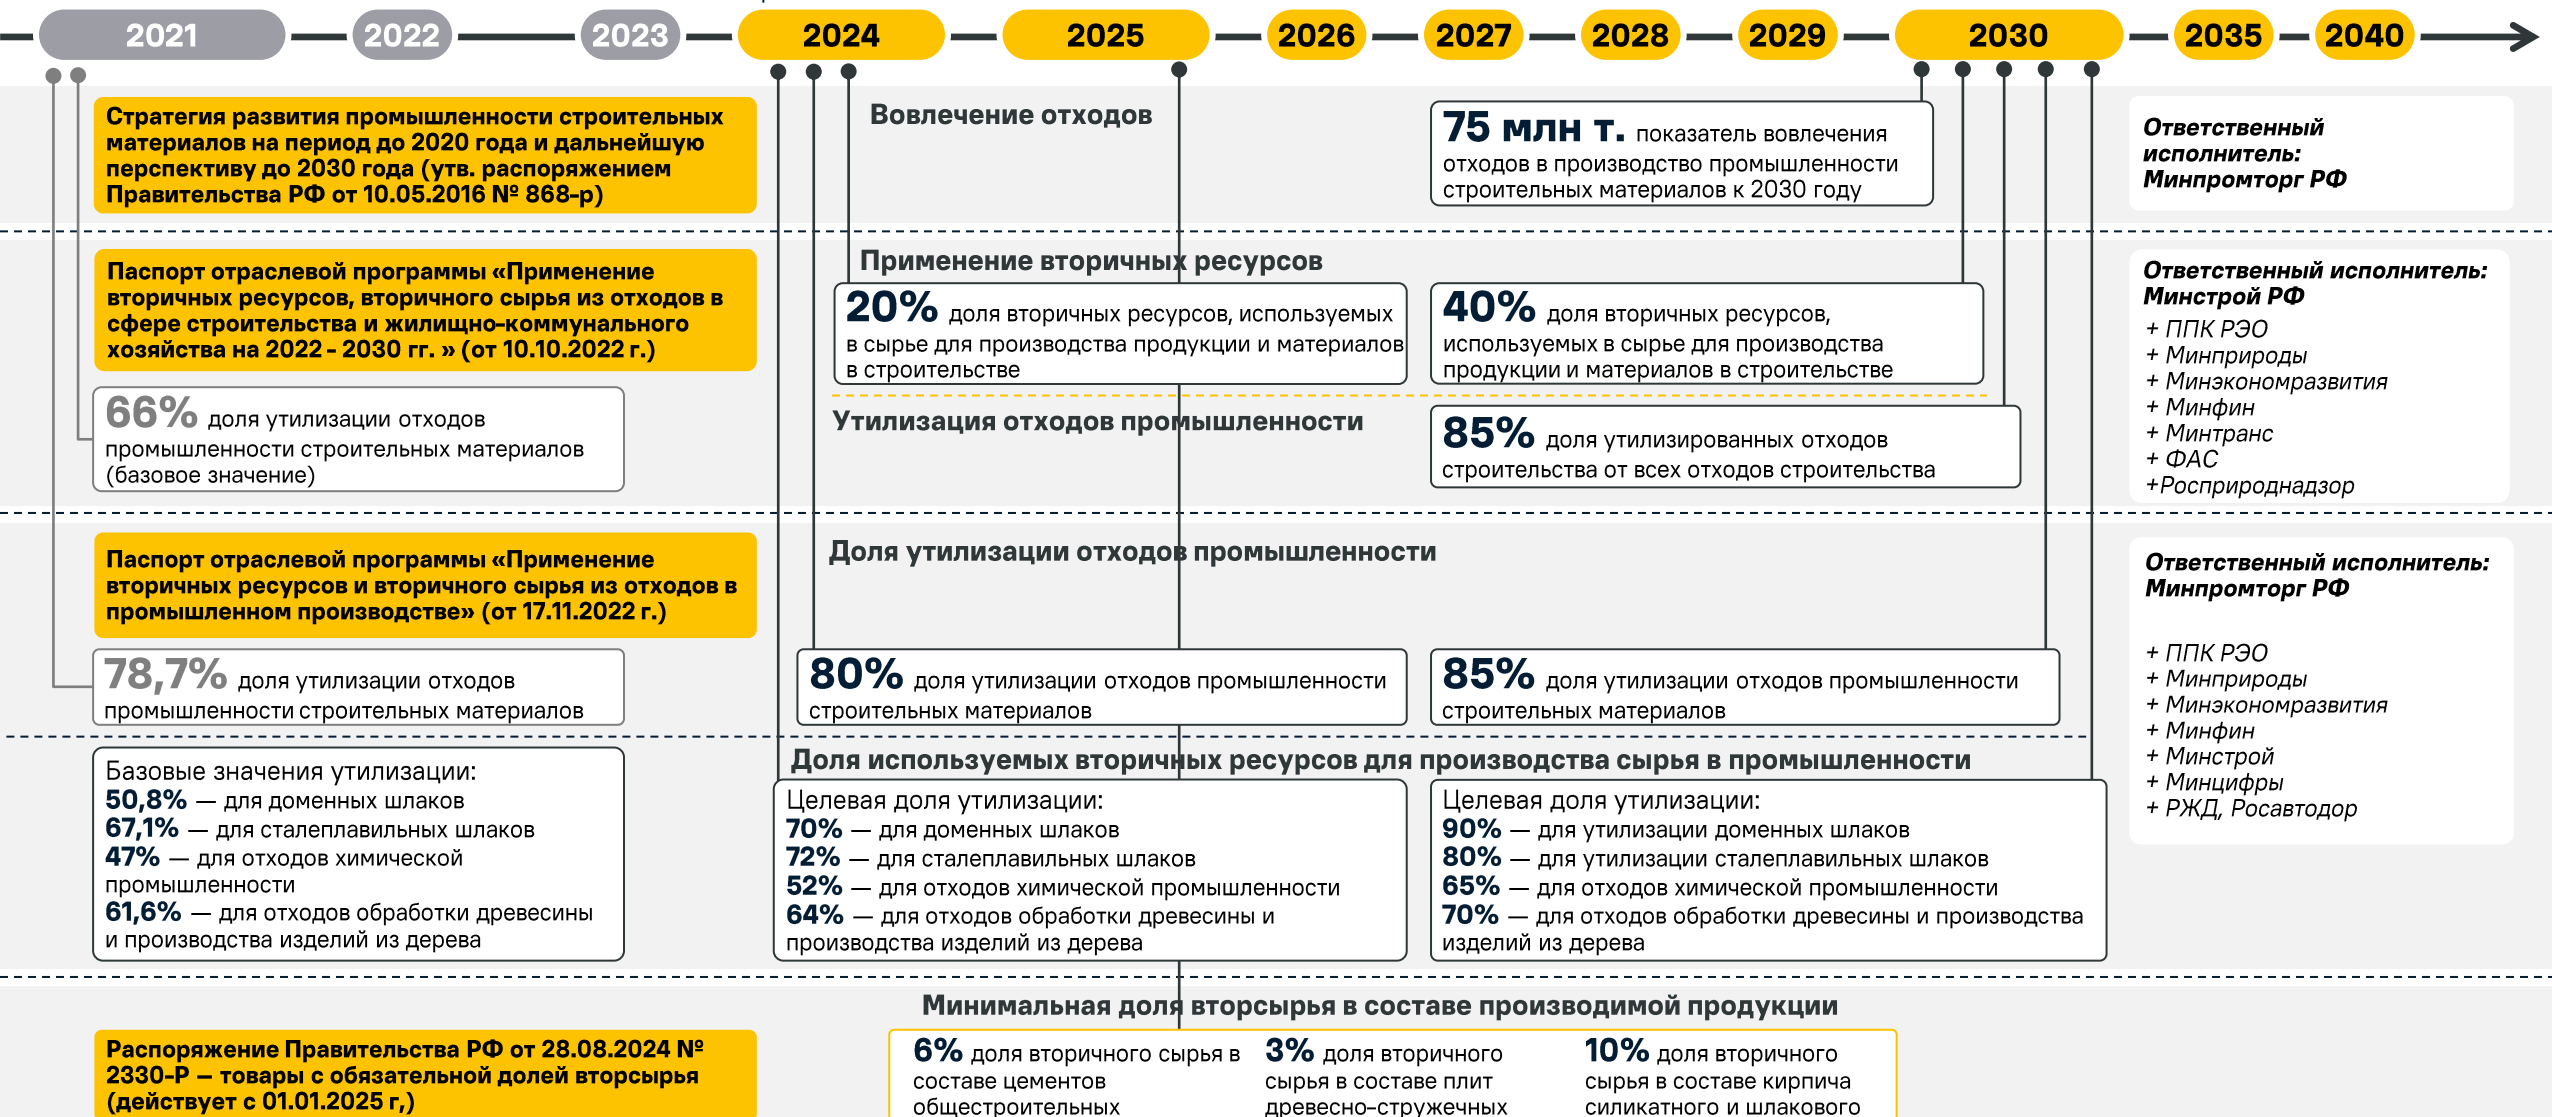 2021
2022
2023
2024
2025
2026
2027
2028
2029
2030
2035
2040
Стратегия развития промышленности строительных
материалов на период до 2020 года и дальнейшую
перспективу до 2030 года (утв. распоряжением
Правительства РФ от 10.05.2016 № 868-р)
Вовлечение отходов
75 млн т. показатель вовлечения
отходов в производство промышленности
строительных материалов к 2030 году
Ответственный
исполнитель:
Минпромторг РФ
Паспорт отраслевой программы «Применение
вторичных ресурсов, вторичного сырья из отходов в
сфере строительства и жилищно-коммунального
хозяйства на 2022 - 2030 гг. » (от 10.10.2022 г.)
66% доля утилизации отходов
промышленности строительных материалов
(базовое значение)
Применение вторичных ресурсов
20% доля вторичных ресурсов, используемых
в сырье для производства продукции и материалов
в строительстве
40% доля вторичных ресурсов,
используемых в сырье для производства
продукции и материалов в строительстве
Утилизация отходов промышленности
85% доля утилизированных отходов
строительства от всех отходов строительства
Ответственный исполнитель:
Минстрой РФ
+ ППК РЭО
+ Минприроды
+ Минэкономразвития
+ Минфин
+ Минтранс
+ ФАС
+Росприроднадзор
Паспорт отраслевой программы «Применение
вторичных ресурсов и вторичного сырья из отходов в
промышленном производстве» (от 17.11.2022 г.)
78,7% доля утилизации отходов
промышленности строительных материалов
Доля утилизации отходов промышленности
80% доля утилизации отходов промышленности
строительных материалов
85% доля утилизации отходов промышленности
строительных материалов
Базовые значения утилизации:
50,8% — для доменных шлаков
67,1% — для сталеплавильных шлаков
47% — для отходов химической
промышленности
61,6% — для отходов обработки древесины
и производства изделий из дерева
Доля используемых вторичных ресурсов для производства сырья в промышленности
Целевая доля утилизации:
70% — для доменных шлаков
72% — для сталеплавильных шлаков
52% — для отходов химической промышленности
64% — для отходов обработки древесины и
производства изделий из дерева
Целевая доля утилизации:
90% — для утилизации доменных шлаков
80% — для утилизации сталеплавильных шлаков
65% — для отходов химической промышленности
70% — для отходов обработки древесины и производства
изделий из дерева
Ответственный исполнитель:
Минпромторг РФ
+ ППК РЭО
+ Минприроды
+ Минэкономразвития
+ Минфин
+ Минстрой
+ Минцифры
+ РЖД, Росавтодор
Распоряжение Правительства РФ от 28.08.2024 №
2330-Р — товары с обязательной долей вторсырья
(действует с 01.01.2025 г,)
Минимальная доля вторсырья в составе производимой продукции
6% доля вторичного сырья в
составе цементов
общестроительных
3% доля вторичного
сырья в составе плит
древесно-стружечных
10% доля вторичного
сырья в составе кирпича
силикатного и шлакового